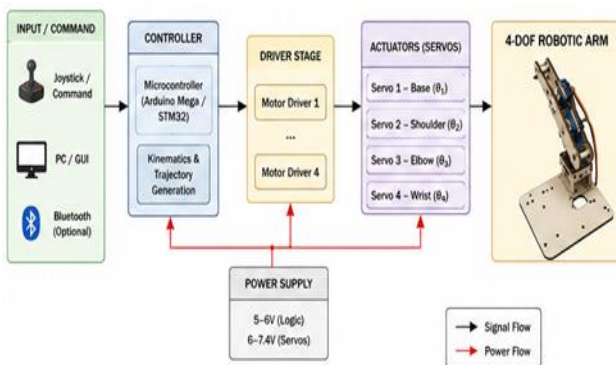 INPUT / COMMAND
Joystick /
Command
PC / GUI
Bluetooth
(Optional)
CONTROLLER
Microcontroller
(Arduino Mega /
STM32)
Kinematics &
Trajectory
Generation
DRIVER STAGE
Motor Driver 1
...
Motor Driver 4
ACTUATORS (SERVOS)
Servo 1 – Base (θ₁)
Servo 2 – Shoulder (θ₂)
Servo 3 – Elbow (θ₃)
Servo 4 – Wrist (θ₄)
4-DOF ROBOTIC ARM
POWER SUPPLY
5–6V (Logic)
6–7.4V (Servos)
Signal Flow
Power Flow